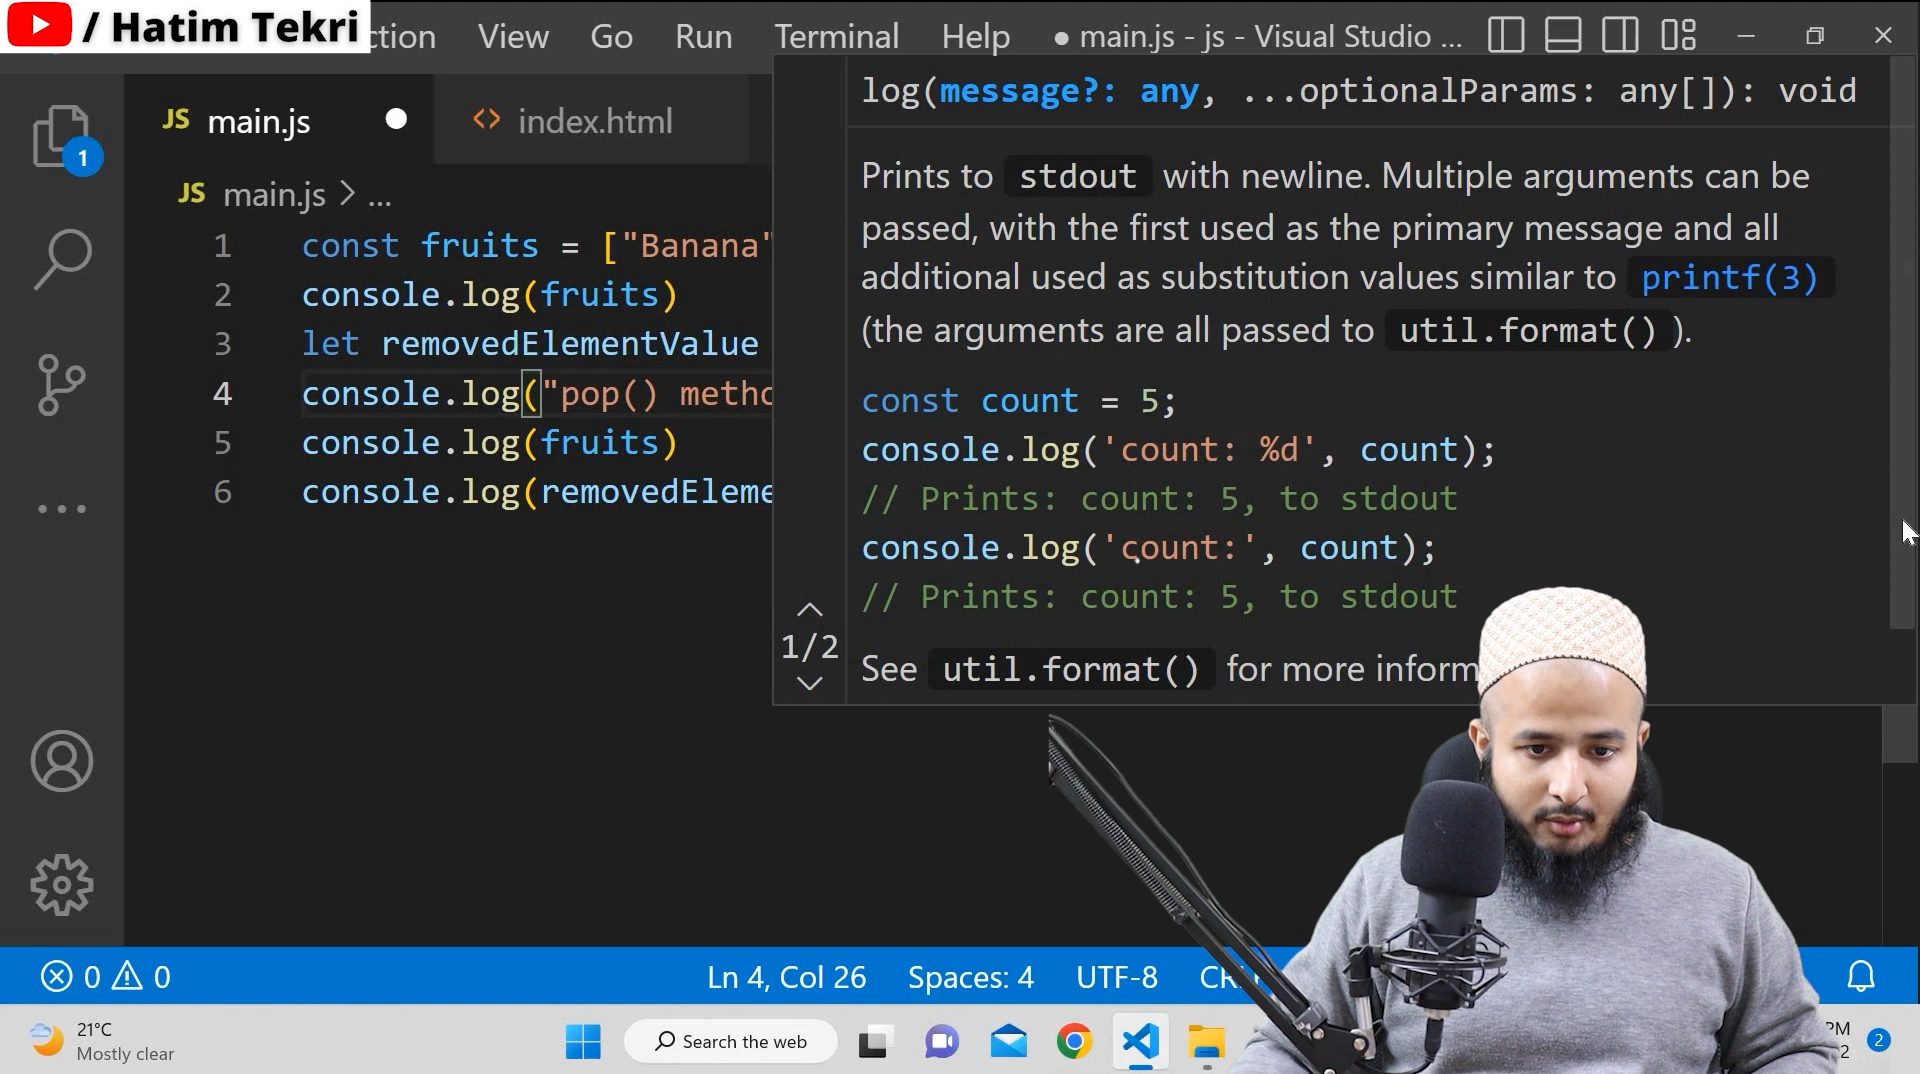 / Hatim Tekri
ction View Go Run Terminal Help ● main.js - js - Visual Studio ...
JS main.js ● <> index.html
JS main.js > ...
1 const fruits = ["Banana"
2 console.log(fruits)
3 let removedElementValue
4 console.log("pop() metho
5 console.log(fruits)
6 console.log(removedEleme
log(message?: any, ...optionalParams: any[]): void
Prints to stdout with newline. Multiple arguments can be
passed, with the first used as the primary message and all
additional used as substitution values similar to printf(3)
(the arguments are all passed to util.format() ).
const count = 5;
console.log('count: %d', count);
// Prints: count: 5, to stdout
console.log('count:', count);
// Prints: count: 5, to stdout
1/2
See util.format() for more inform
1
0 0 Ln 4, Col 26 Spaces: 4 UTF-8 CRL
21°C
Mostly clear
Search the web
PM
2
2